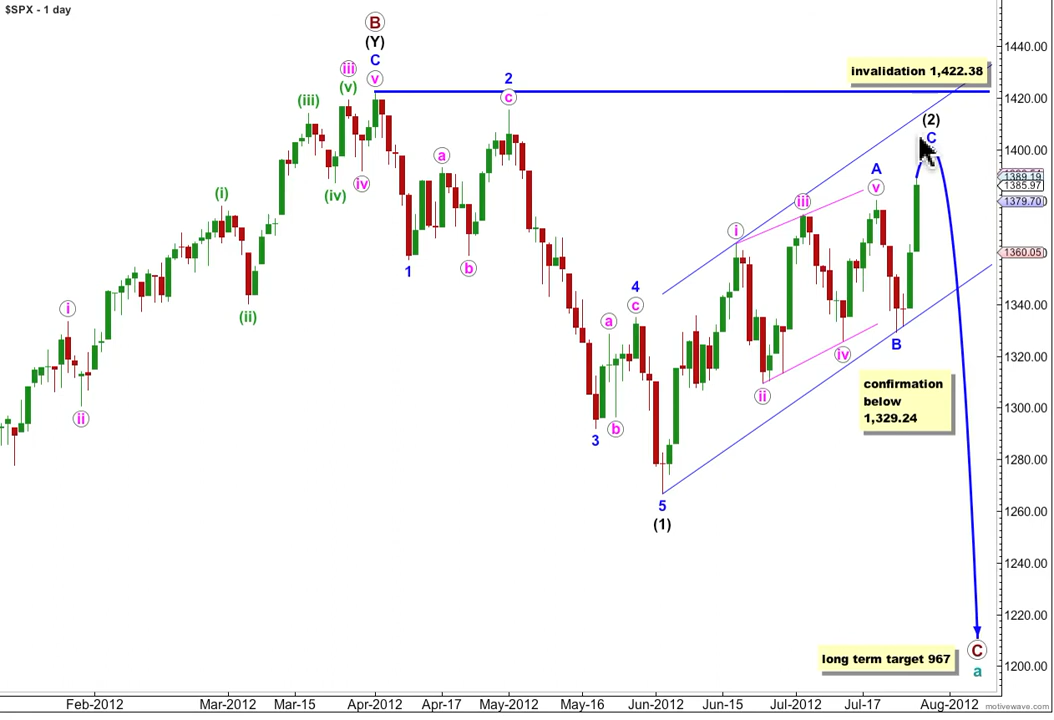 $SPX - 1 day
B
(Y)
C
v
iii
(v)
(iii)
(iv)
iv
(i)
(ii)
i
ii
2
c
a
b
1
4
c
a
b
3
5
(1)
i
ii
iii
iv
A
v
B
(2)
C
invalidation 1,422.38
confirmation
below
1,329.24
long term target 967
C
a
1440.00
1420.00
1400.00
1389.19
1385.97
1379.70
1360.05
1340.00
1320.00
1300.00
1280.00
1260.00
1240.00
1220.00
1200.00
Feb-2012
Mar-2012
Mar-15
Apr-2012
Apr-17
May-2012
May-16
Jun-2012
Jun-15
Jul-2012
Jul-17
Aug-2012
motivewave.com